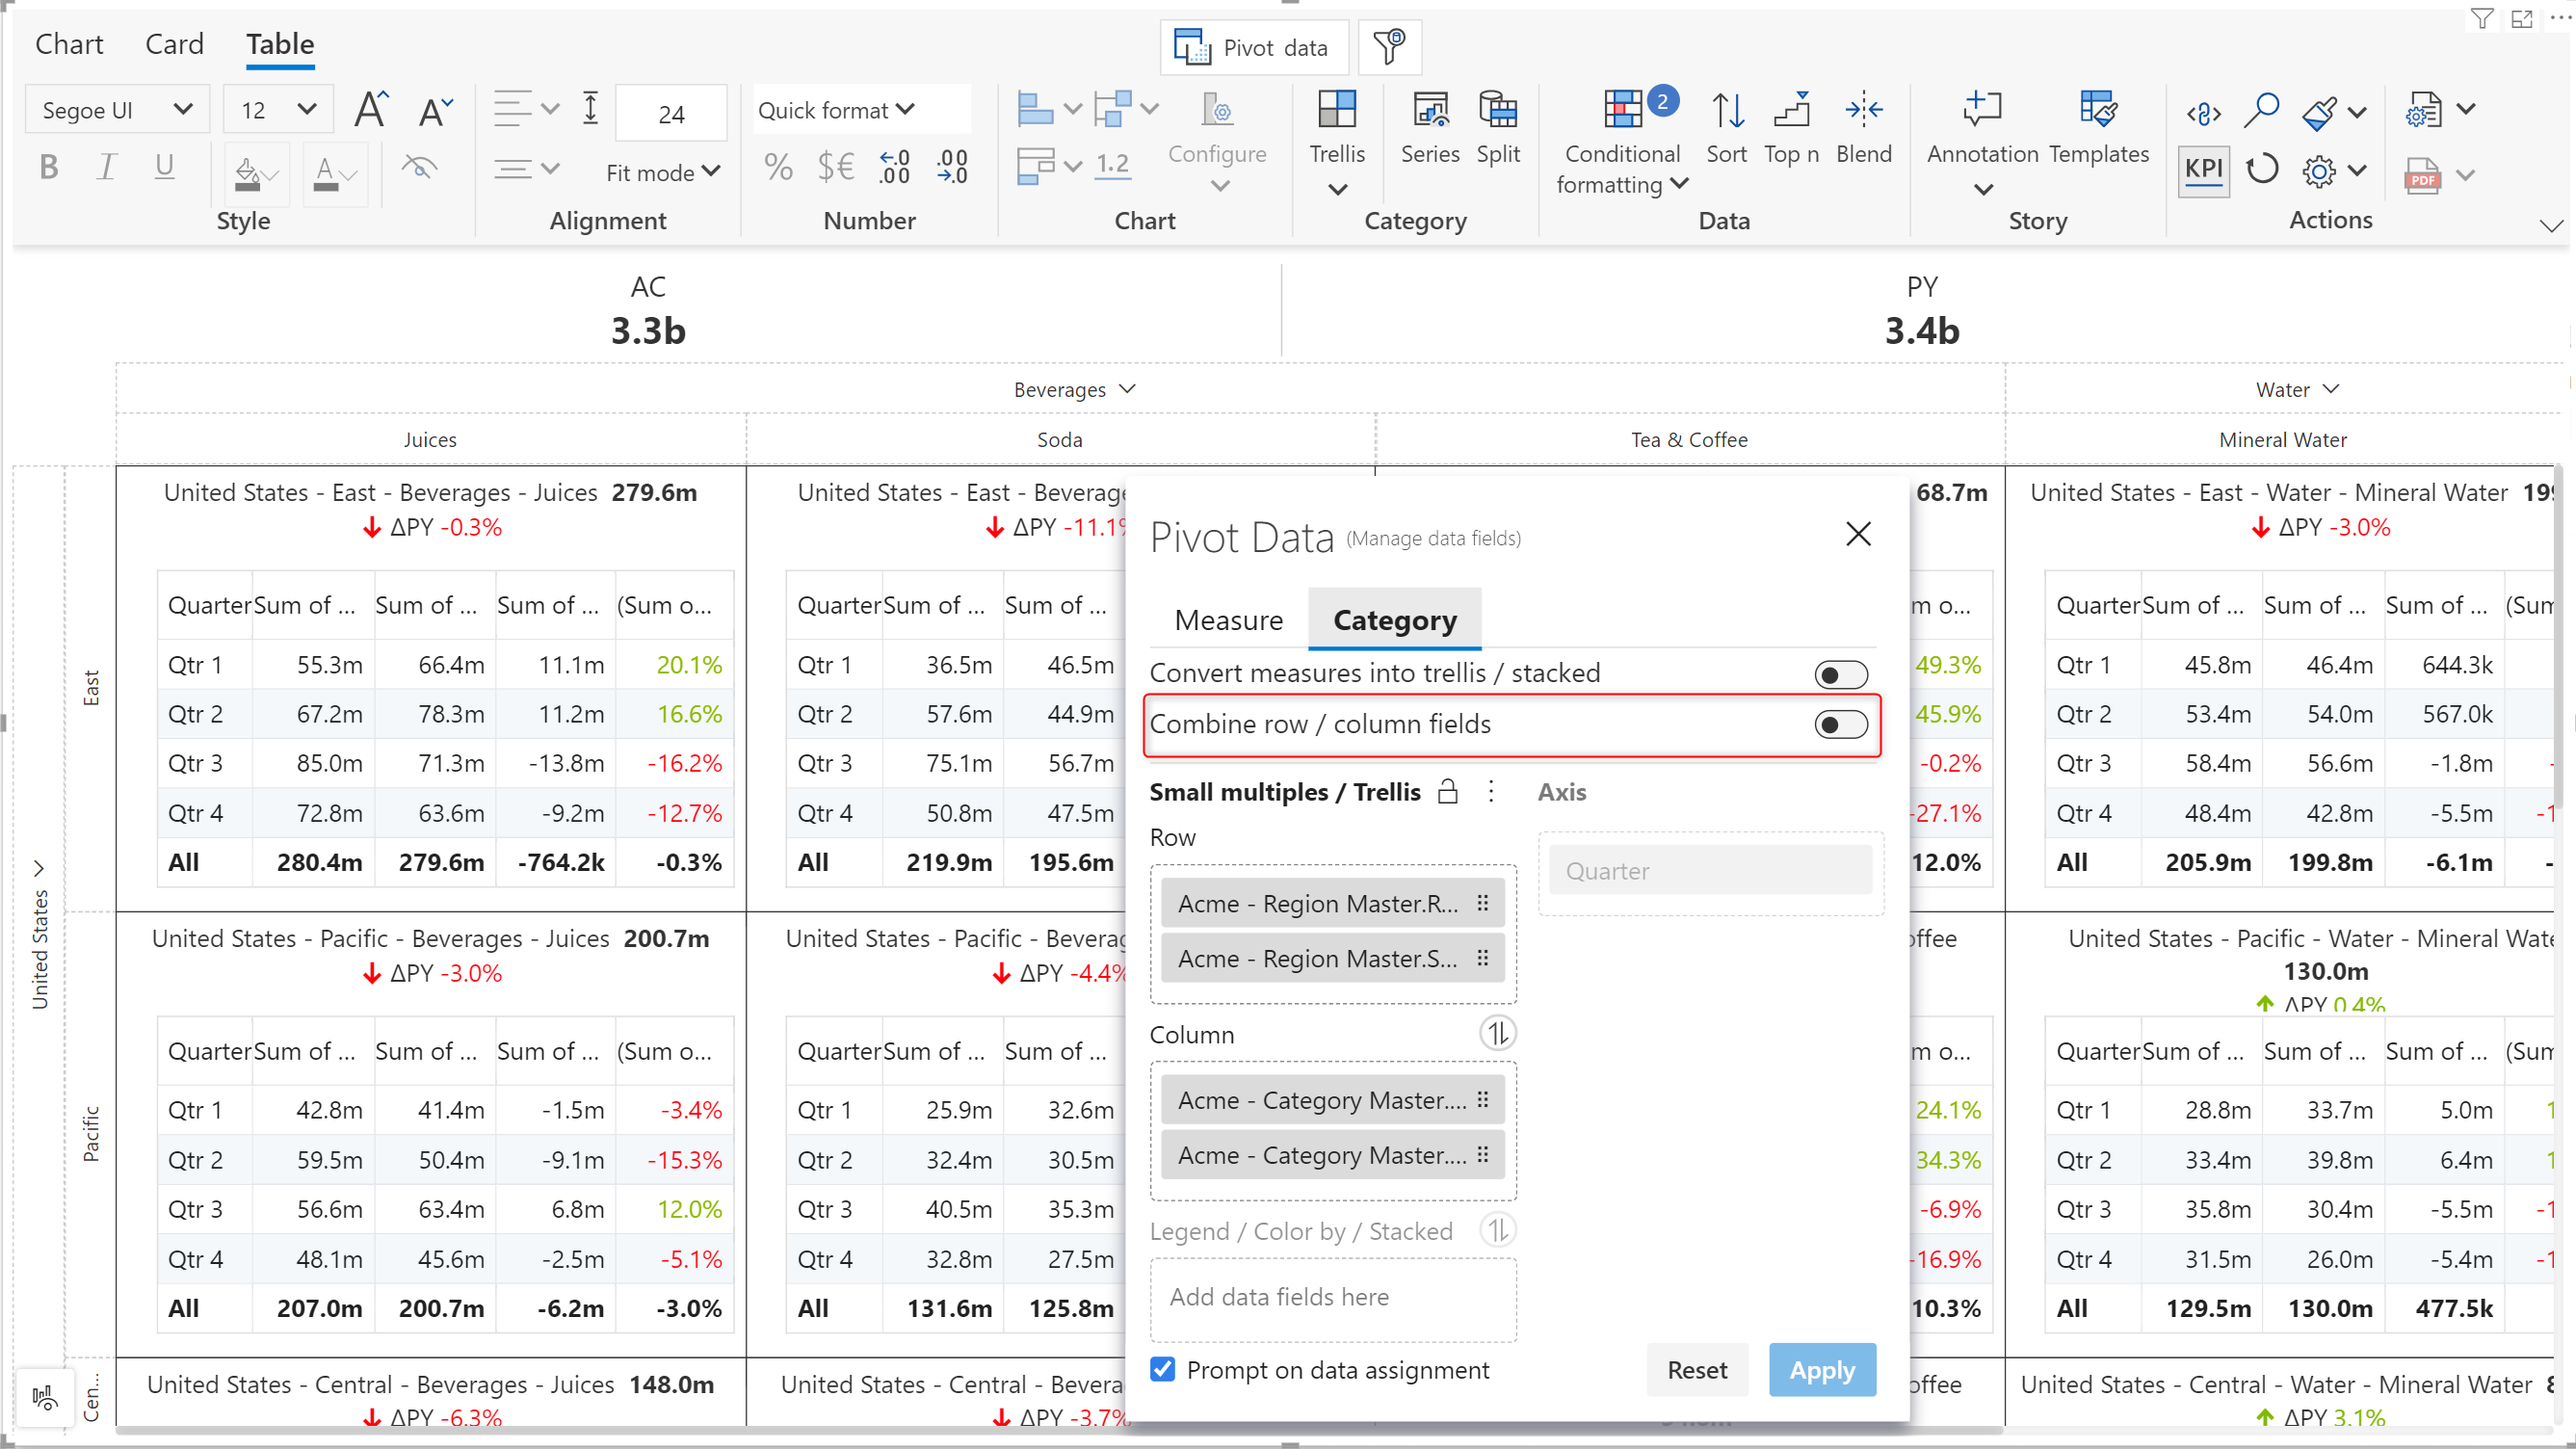 Chart Card Table
Pivot data
Segoe UI 12 A A 24 Quick format
Configure Trellis Series Split Conditional formatting 2 Sort Top n Blend Annotation Templates
B I U A Fit mode % $€ .0 .00 .00 .0 1.2 KPI PDF
Style Alignment Number Chart Category Data Story Actions
AC PY
3.3b 3.4b
Beverages Water
Juices Soda Tea & Coffee Mineral Water
United States
East
United States - East - Beverages - Juices 279.6m
ΔPY -0.3%
Quarter Sum of ... Sum of ... Sum of ... (Sum o...
Qtr 1 55.3m 66.4m 11.1m 20.1%
Qtr 2 67.2m 78.3m 11.2m 16.6%
Qtr 3 85.0m 71.3m -13.8m -16.2%
Qtr 4 72.8m 63.6m -9.2m -12.7%
All 280.4m 279.6m -764.2k -0.3%
United States - East - Beverag
ΔPY -11.1%
Quarter Sum of ... Sum of ...
Qtr 1 36.5m 46.5m
Qtr 2 57.6m 44.9m
Qtr 3 75.1m 56.7m
Qtr 4 50.8m 47.5m
All 219.9m 195.6m
68.7m
m o...
49.3%
45.9%
-0.2%
-27.1%
12.0%
United States - East - Water - Mineral Water 199
ΔPY -3.0%
Quarter Sum of ... Sum of ... Sum of ... (Sum
Qtr 1 45.8m 46.4m 644.3k
Qtr 2 53.4m 54.0m 567.0k
Qtr 3 58.4m 56.6m -1.8m -
Qtr 4 48.4m 42.8m -5.5m -1
All 205.9m 199.8m -6.1m -
Pacific
United States - Pacific - Beverages - Juices 200.7m
ΔPY -3.0%
Quarter Sum of ... Sum of ... Sum of ... (Sum o...
Qtr 1 42.8m 41.4m -1.5m -3.4%
Qtr 2 59.5m 50.4m -9.1m -15.3%
Qtr 3 56.6m 63.4m 6.8m 12.0%
Qtr 4 48.1m 45.6m -2.5m -5.1%
All 207.0m 200.7m -6.2m -3.0%
United States - Pacific - Beverag
ΔPY -4.4%
Quarter Sum of ... Sum of ...
Qtr 1 25.9m 32.6m
Qtr 2 32.4m 30.5m
Qtr 3 40.5m 35.3m
Qtr 4 32.8m 27.5m
All 131.6m 125.8m
offee
m o...
24.1%
34.3%
-6.9%
-16.9%
10.3%
United States - Pacific - Water - Mineral Wate
130.0m
ΔPY 0.4%
Quarter Sum of ... Sum of ... Sum of ... (Sum
Qtr 1 28.8m 33.7m 5.0m 1
Qtr 2 33.4m 39.8m 6.4m 1
Qtr 3 35.8m 30.4m -5.5m -1
Qtr 4 31.5m 26.0m -5.4m -1
All 129.5m 130.0m 477.5k
Cen...
United States - Central - Beverages - Juices 148.0m
ΔPY -6.3%
United States - Central - Bevera
ΔPY -3.7%
offee
United States - Central - Water - Mineral Water
ΔPY 3.1%
Pivot Data (Manage data fields)
Measure Category
Convert measures into trellis / stacked
Combine row / column fields
Small multiples / Trellis Axis
Row
Quarter
Acme - Region Master.R...
Acme - Region Master.S...
Column
Acme - Category Master....
Acme - Category Master....
Legend / Color by / Stacked
Add data fields here
Prompt on data assignment Reset Apply